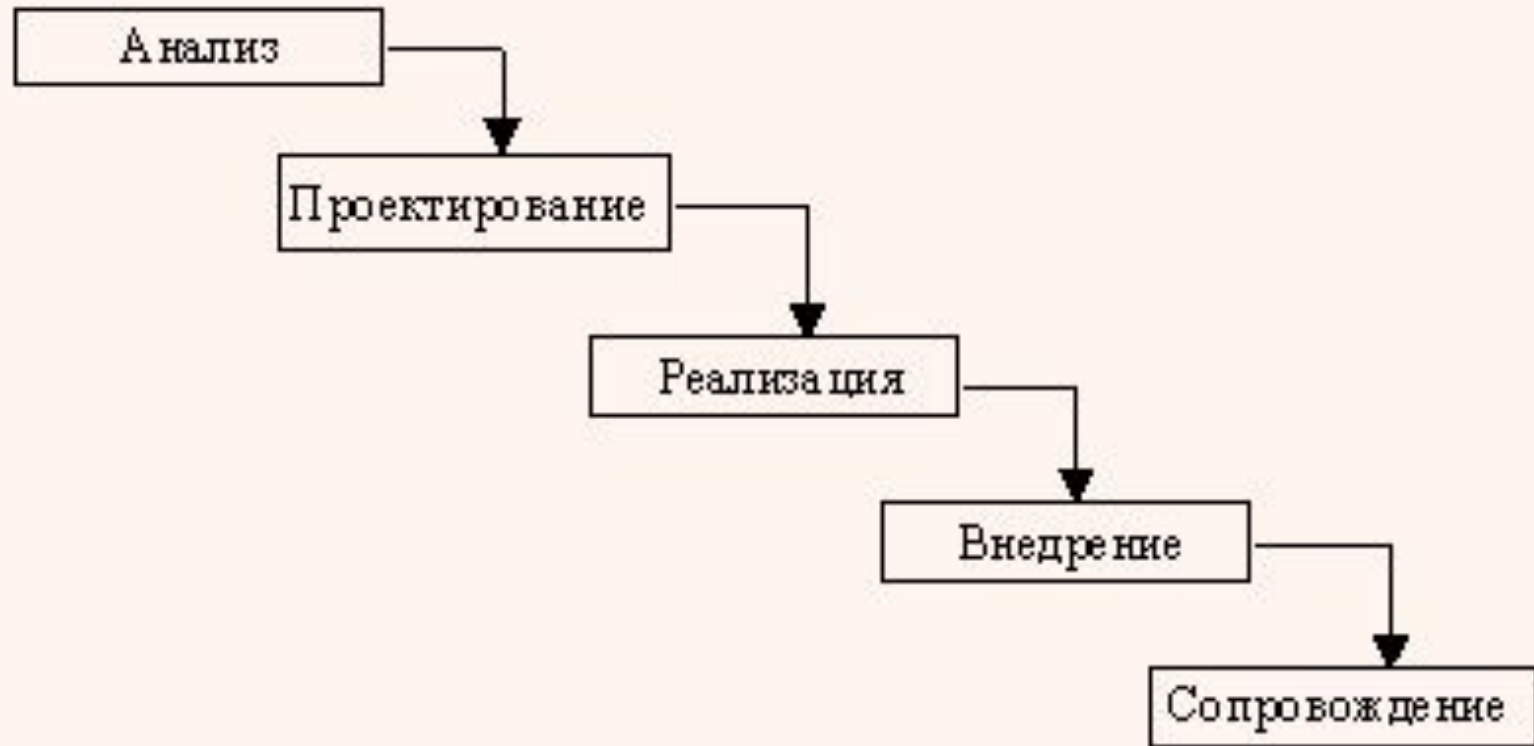 Анализ
Проектирование
Реализация
Внедрение
Сопровождение